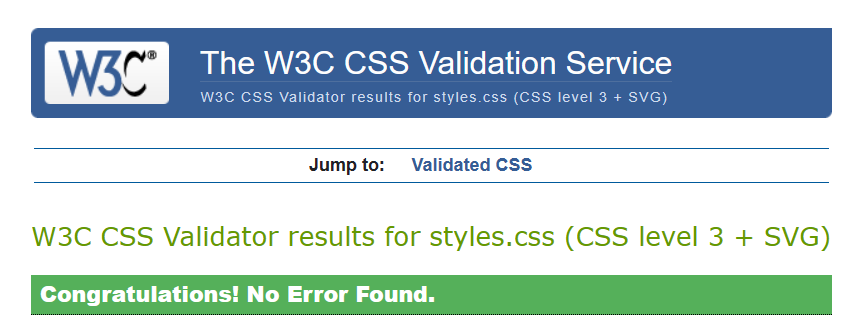 W3C®
The W3C CSS Validation Service
W3C CSS Validator results for styles.css (CSS level 3 + SVG)
Jump to: Validated CSS
W3C CSS Validator results for styles.css (CSS level 3 + SVG)
Congratulations! No Error Found.